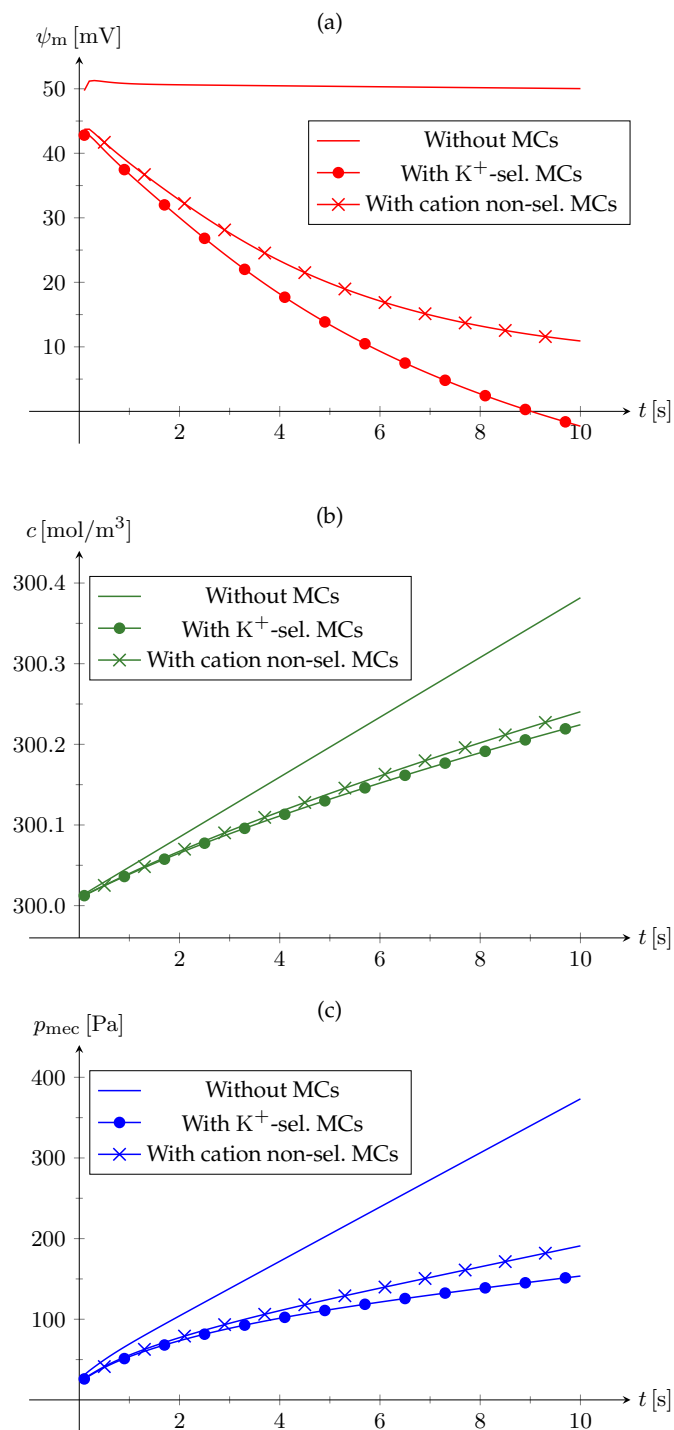 (a)
ψm [mV]
50
40
30
20
10
Without MCs
With K+-sel. MCs
With cation non-sel. MCs
2 4 6 8 10
t [s]
(b)
c [mol/m³]
300.4
300.3
300.2
300.1
300.0
Without MCs
With K+-sel. MCs
With cation non-sel. MCs
2 4 6 8 10
t [s]
(c)
pmec [Pa]
400
300
200
100
Without MCs
With K+-sel. MCs
With cation non-sel. MCs
2 4 6 8 10
t [s]